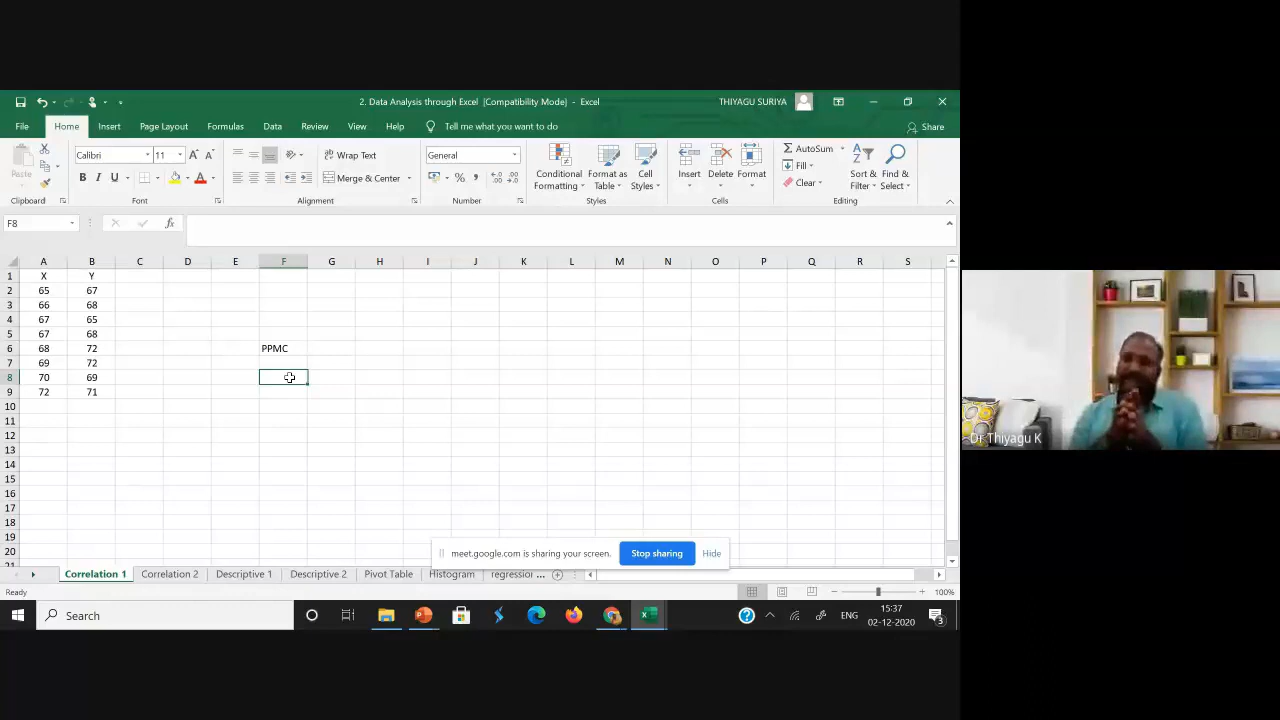 2. Data Analysis through Excel [Compatibility Mode] - Excel
THIYAGU SURIYA
File Home Insert Page Layout Formulas Data Review View Help Tell me what you want to do Share
Paste
Calibri 11
B I U
Wrap Text
Merge & Center
General
Conditional Formatting
Format as Table
Cell Styles
Insert Delete Format
AutoSum
Fill
Clear
Sort & Filter
Find & Select
Clipboard Font Alignment Number Styles Cells Editing
F8 fx
A B C D E F G H I J K L M N O P Q R S
1 X Y
2 65 67
3 66 68
4 67 65
5 67 68
6 68 72 PPMC
7 69 72
8 70 69
9 72 71
10
11
12
13
14
15
16
17
18
19
20
21
meet.google.com is sharing your screen. Stop sharing Hide
Correlation 1 Correlation 2 Descriptive 1 Descriptive 2 Pivot Table Histogram regression ...
Ready 100%
Search
ENG
15:37
02-12-2020
3
Dr Thiyagu K